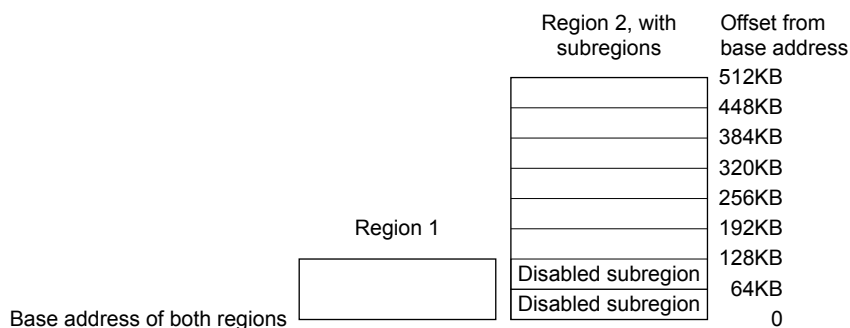 Region 2, with
subregions
Offset from
base address
512KB
448KB
384KB
320KB
256KB
192KB
Region 1
128KB
Disabled subregion
64KB
Disabled subregion
Base address of both regions
0